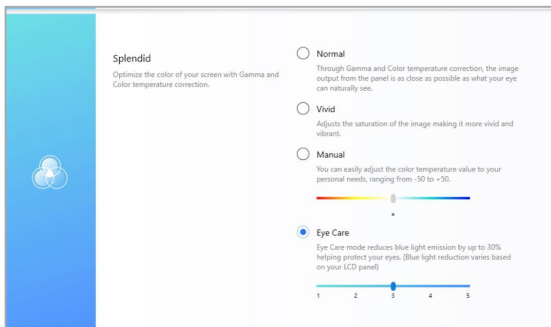 Splendid
Optimize the color of your screen with Gamma and
Color temperature correction.
Normal
Through Gamma and Color temperature correction, the image
output from the panel is as close as possible as what your eye
can naturally see.
Vivid
Adjusts the saturation of the image making it more vivid and
vibrant.
Manual
You can easily adjust the color temperature value to your
personal needs, ranging from -50 to +50.
Eye Care
Eye Care mode reduces blue light emission by up to 30%
helping protect your eyes. (Blue light reduction varies based
on your LCD panel)
1 2 3 4 5